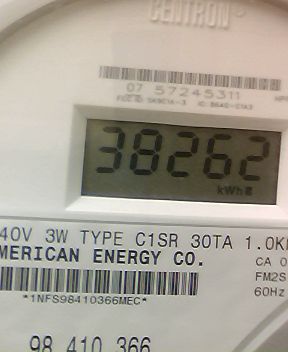 CENTRON®
07 57245311
38262
kWh
40V 3W TYPE C1SR 30TA 1.0K
MERICAN ENERGY CO.
CA 0
FM2S
60Hz
*1NFS98410366MEC*
98 410 366